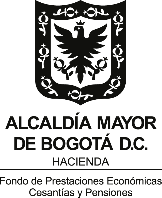 ALCALDÍA MAYOR
DE BOGOTÁ D.C.
HACIENDA
Fondo de Prestaciones Económicas
Cesantías y Pensiones